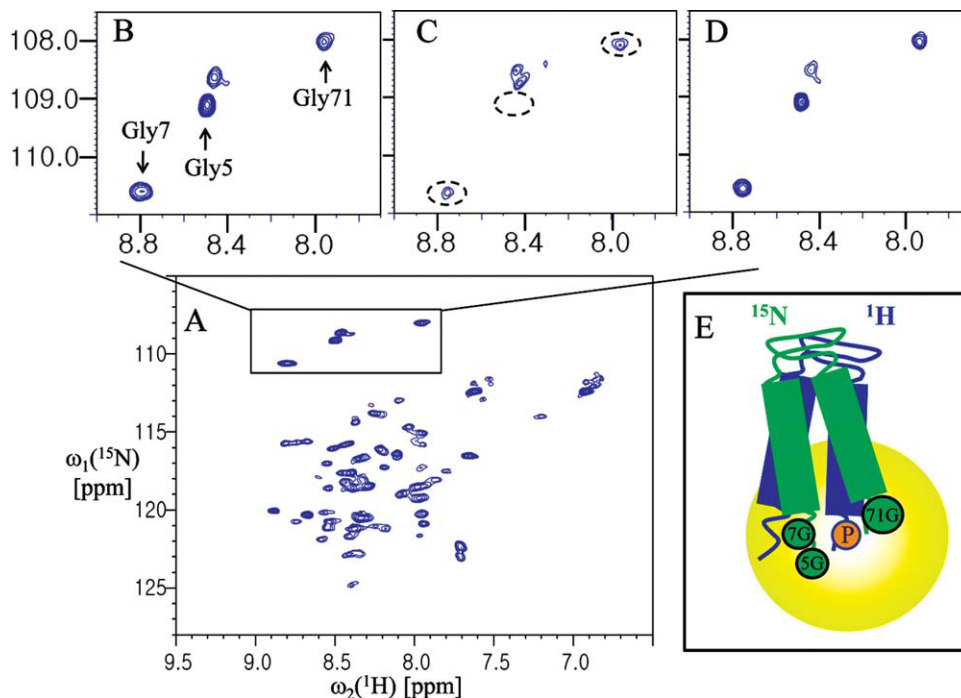 B
C
D
108.0
109.0
110.0
Gly7
Gly5
Gly71
8.8 8.4 8.0
8.8 8.4 8.0
8.8 8.4 8.0
A
110
115
120
125
ω1(15N)
[ppm]
9.5 9.0 8.5 8.0 7.5 7.0
ω2(1H) [ppm]
E
15N
1H
7G
5G
P
71G